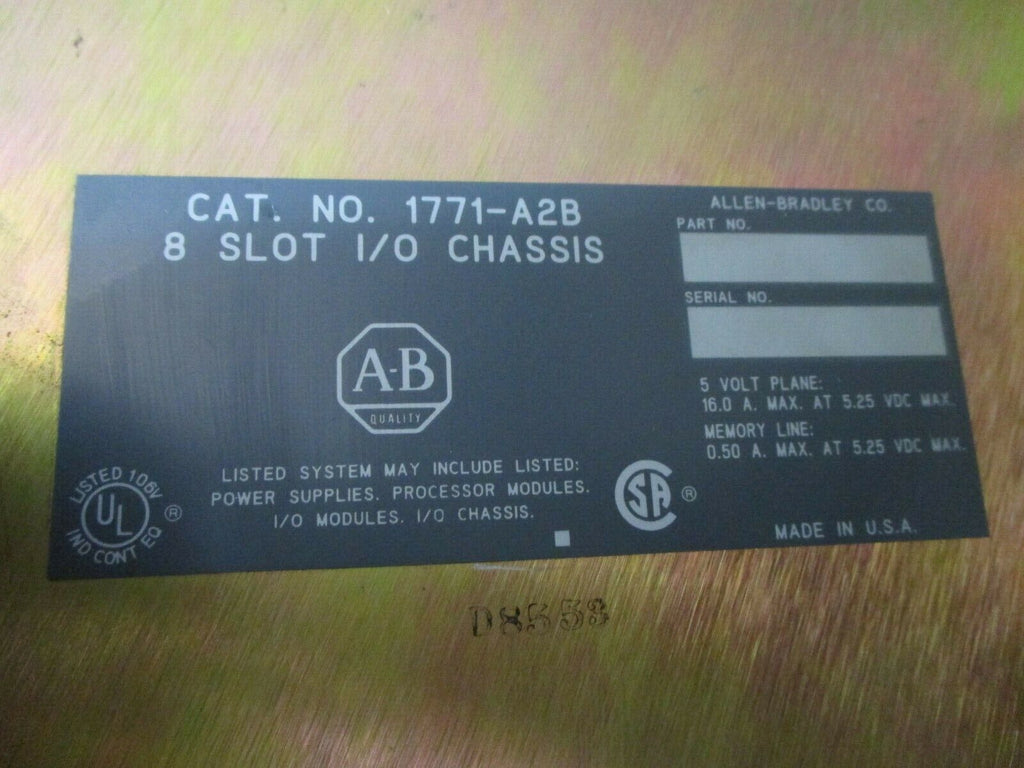 CAT. NO. 1771-A2B
8 SLOT I/O CHASSIS
A-B
QUALITY
LISTED SYSTEM MAY INCLUDE LISTED:
POWER SUPPLIES. PROCESSOR MODULES.
I/O MODULES. I/O CHASSIS.
LISTED 106V
UL ®
IND CONT EQ
SA ®
ALLEN-BRADLEY CO.
PART NO.
SERIAL NO.
5 VOLT PLANE:
16.0 A. MAX. AT 5.25 VDC MAX.
MEMORY LINE:
0.50 A. MAX. AT 5.25 VDC MAX.
MADE IN U.S.A.
D8558